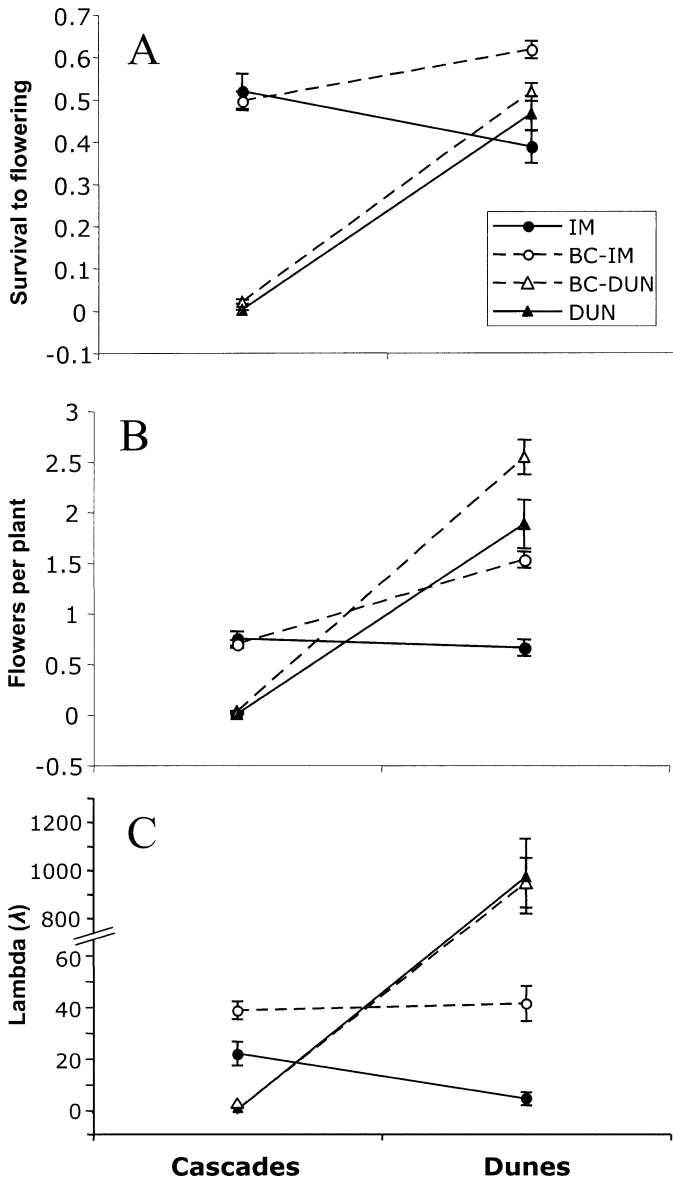 A
Survival to flowering
0.7
0.6
0.5
0.4
0.3
0.2
0.1
0
-0.1
IM
BC-IM
BC-DUN
DUN
B
Flowers per plant
3
2.5
2
1.5
1
0.5
0
-0.5
C
Lambda (λ)
1200
1000
800
60
40
20
0
Cascades Dunes